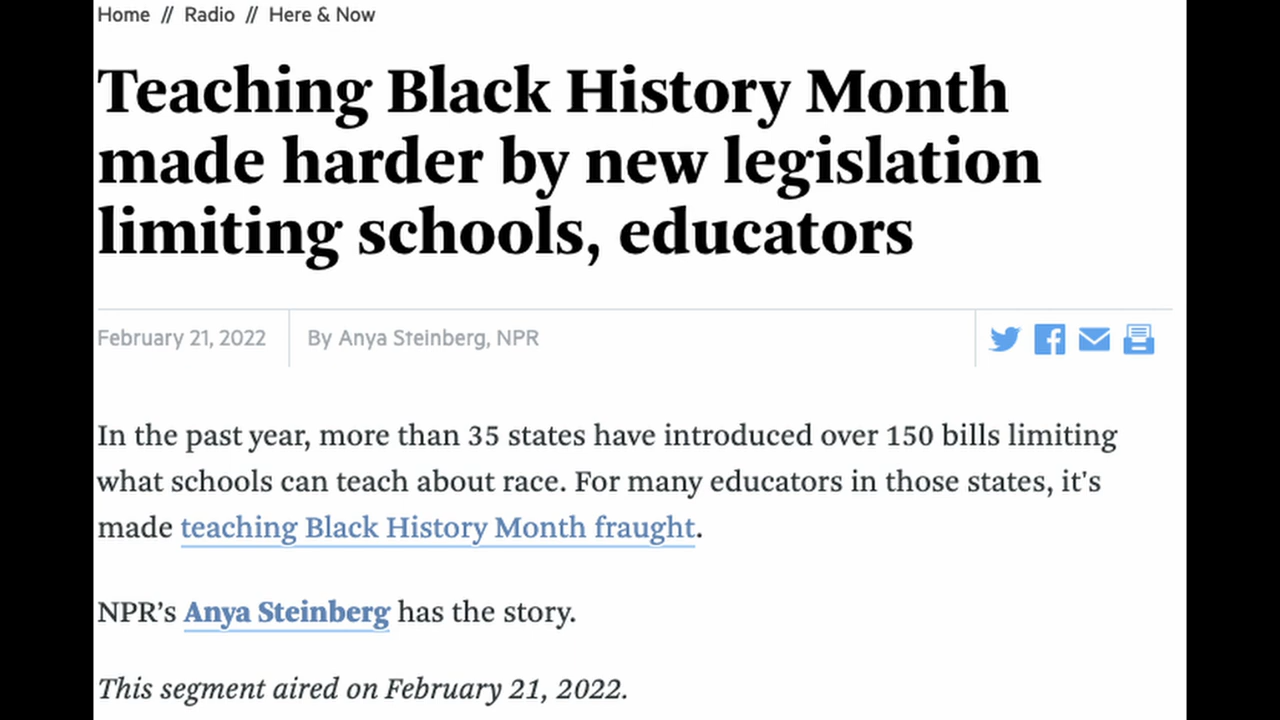 Home // Radio // Here & Now
Teaching Black History Month
made harder by new legislation
limiting schools, educators
February 21, 2022
By Anya Steinberg, NPR
In the past year, more than 35 states have introduced over 150 bills limiting
what schools can teach about race. For many educators in those states, it's
made teaching Black History Month fraught.
NPR’s Anya Steinberg has the story.
This segment aired on February 21, 2022.